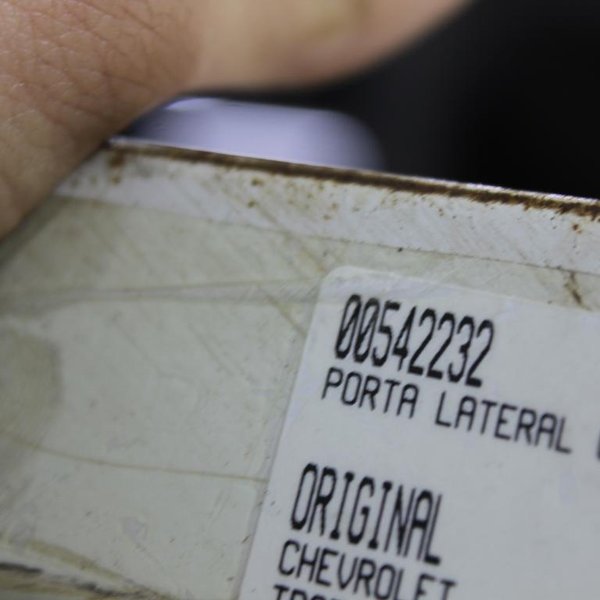 00542232
PORTA LATERAL
ORIGINAL
CHEVROLET